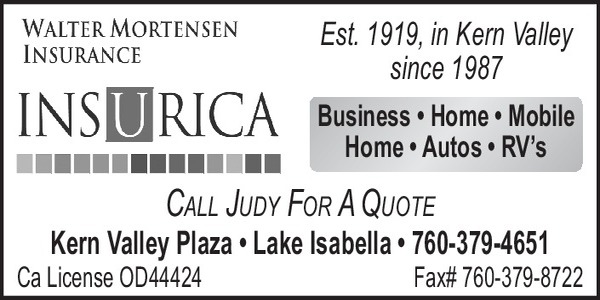 WALTER MORTENSEN
INSURANCE
INSURICA
Est. 1919, in Kern Valley
since 1987
Business • Home • Mobile
Home • Autos • RV's
CALL JUDY FOR A QUOTE
Kern Valley Plaza • Lake Isabella • 760-379-4651
Ca License OD44424
Fax# 760-379-8722